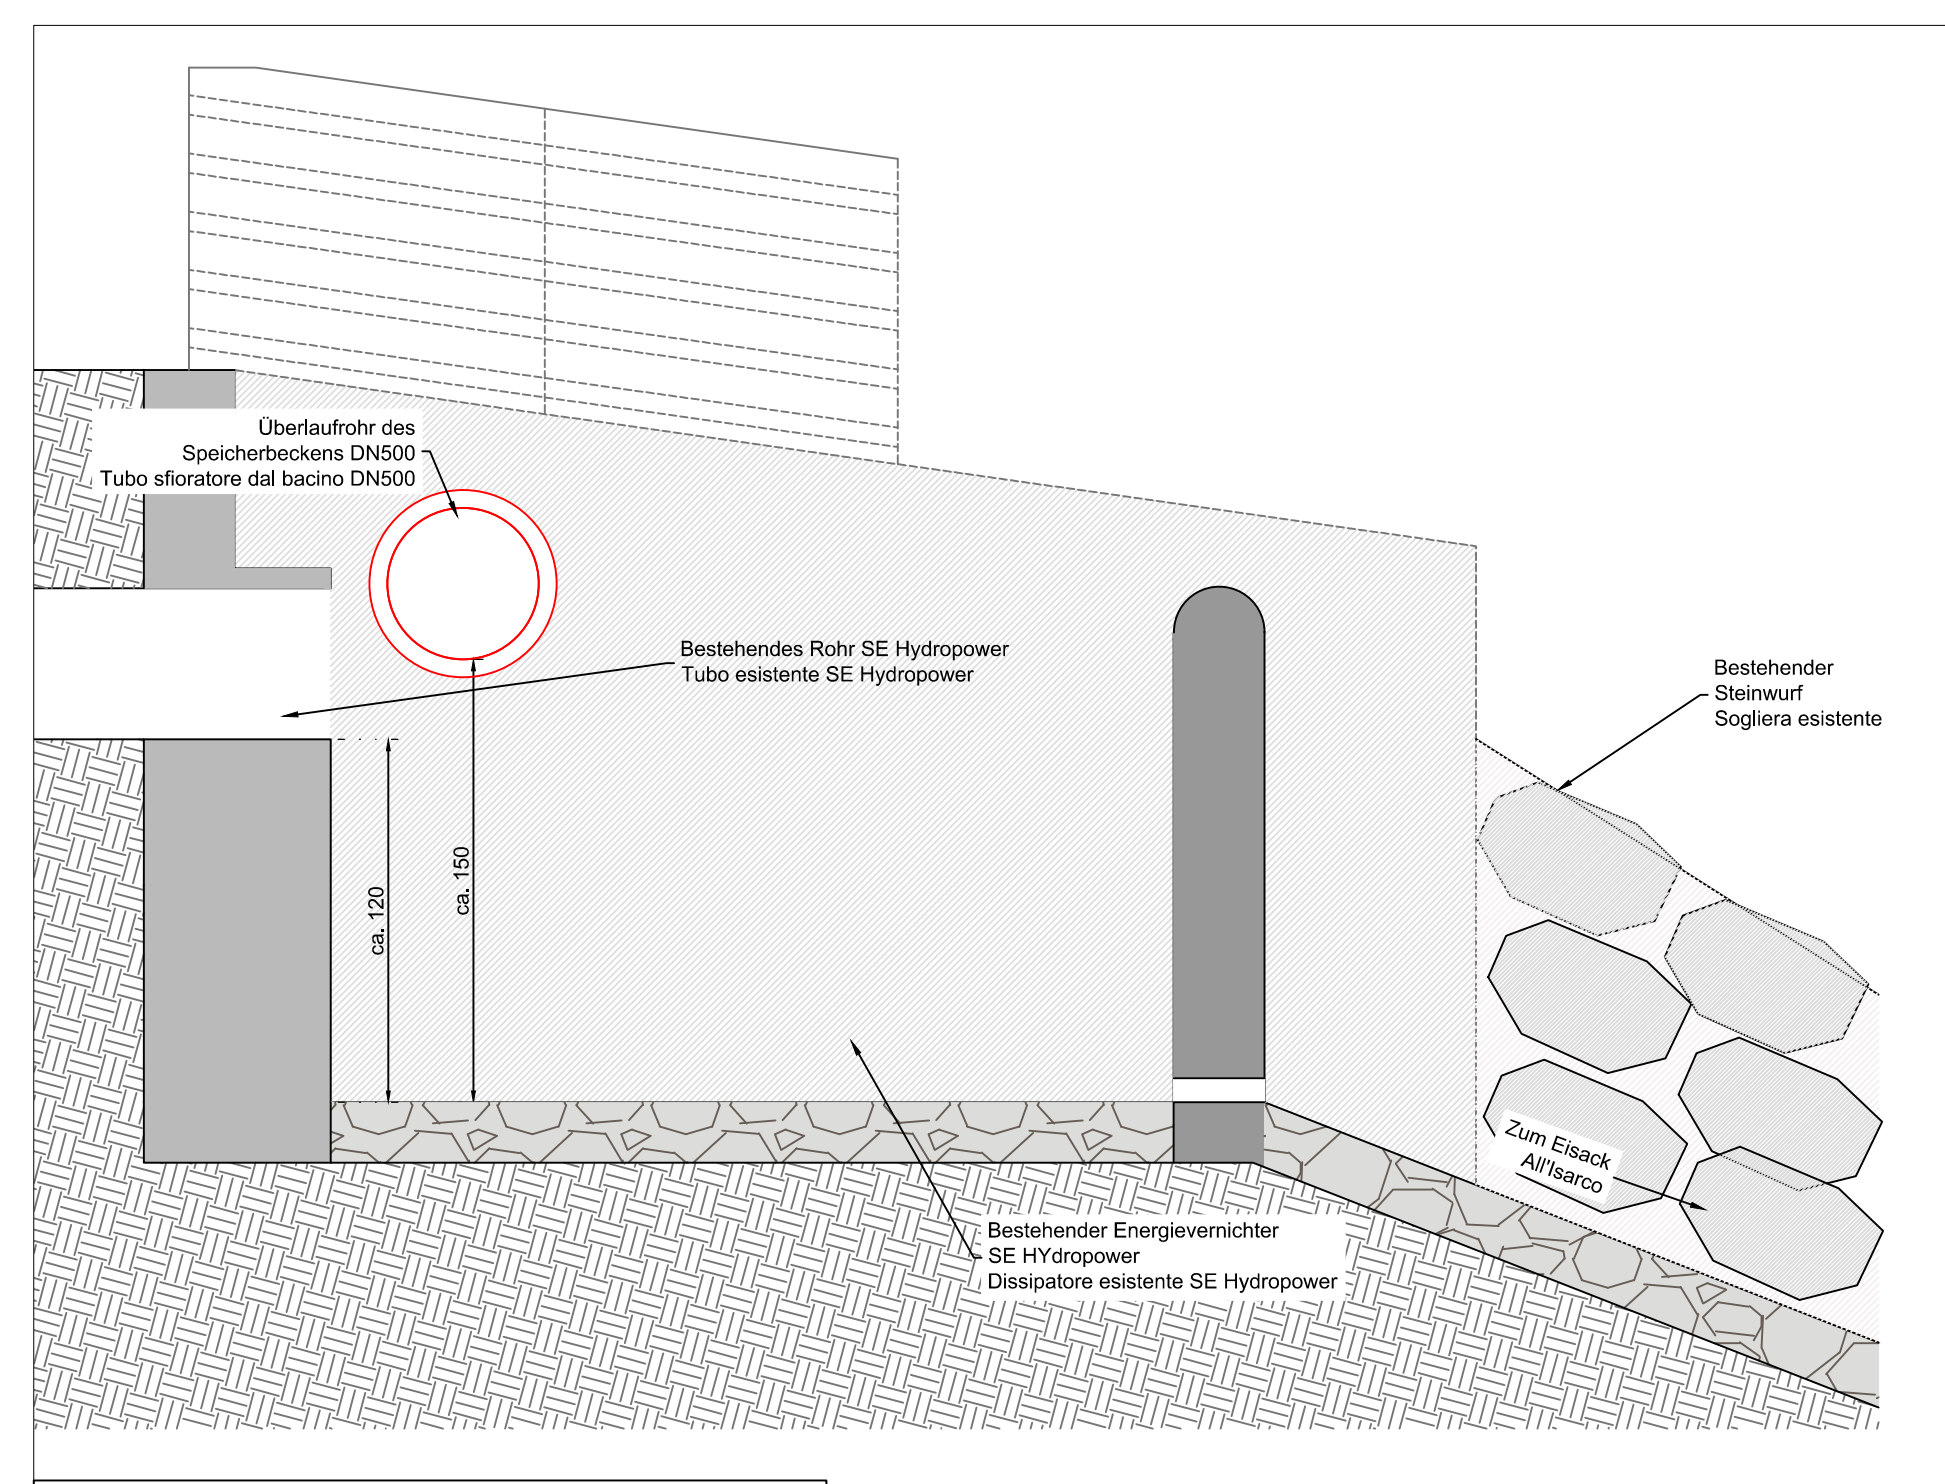 Überlaufrohr des
Speicherbeckens DN500
Tubo sfioratore dal bacino DN500
Bestehendes Rohr SE Hydropower
Tubo esistente SE Hydropower
Bestehender
Steinwurf
Sogliera esistente
ca. 120
ca. 150
Zum Eisack
All'Isarco
Bestehender Energievernichter
SE HYdropower
Dissipatore esistente SE Hydropower